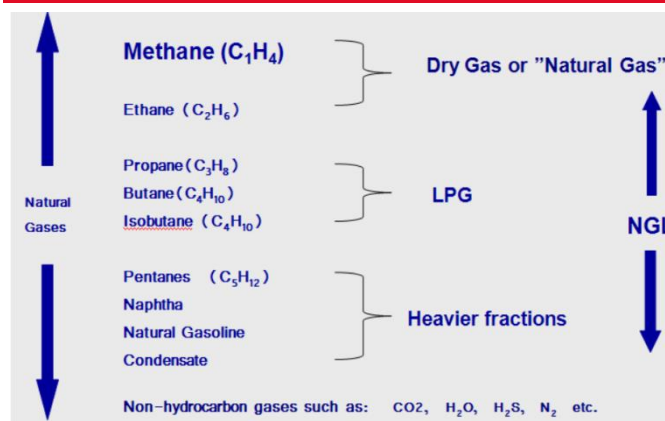 Methane (C₁H₄)
Dry Gas or ”Natural Gas”
Ethane (C₂H₆)
Propane(C₃H₈)
Butane(C₄H₁₀)
LPG
Natural
Gases
Isobutane (C₄H₁₀)
Pentanes (C₅H₁₂)
Naphtha
Natural Gasoline
Heavier fractions
Condensate
Non-hydrocarbon gases such as: CO2, H₂O, H₂S, N₂ etc.